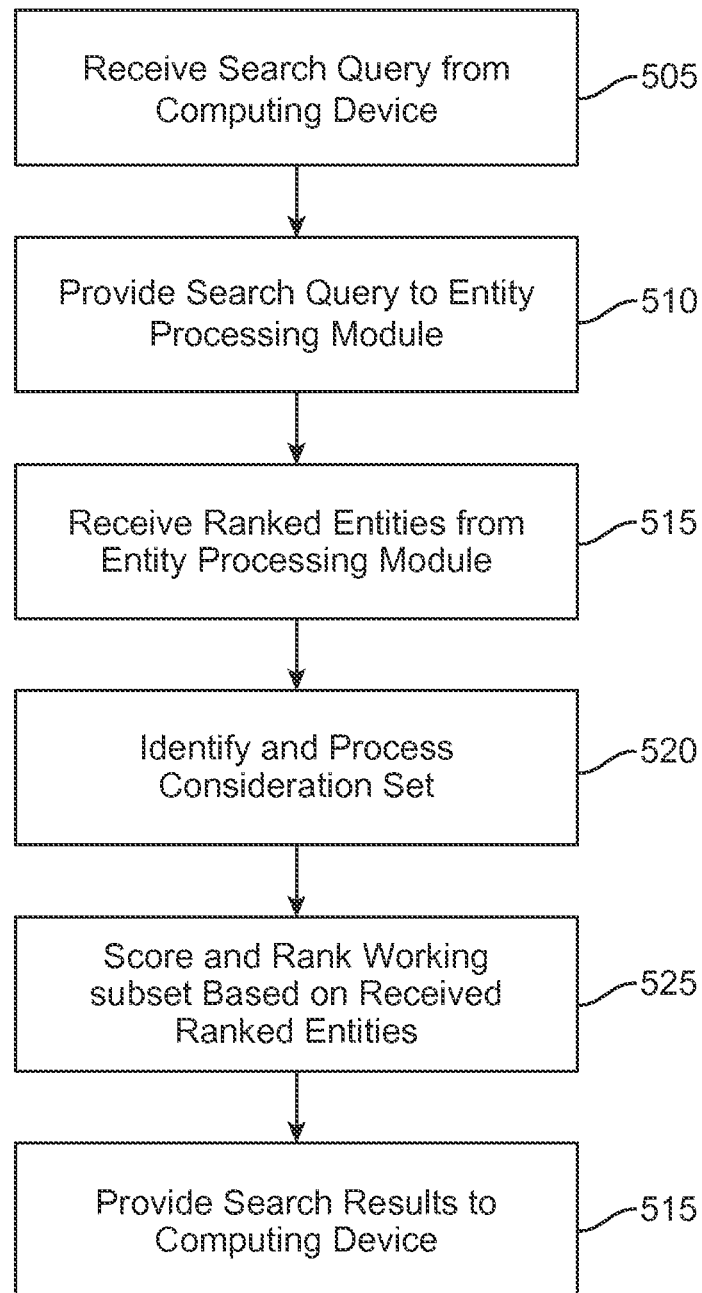 Receive Search Query from
Computing Device
505
Provide Search Query to Entity
Processing Module
510
Receive Ranked Entities from
Entity Processing Module
515
Identify and Process
Consideration Set
520
Score and Rank Working
subset Based on Received
Ranked Entities
525
Provide Search Results to
Computing Device
515